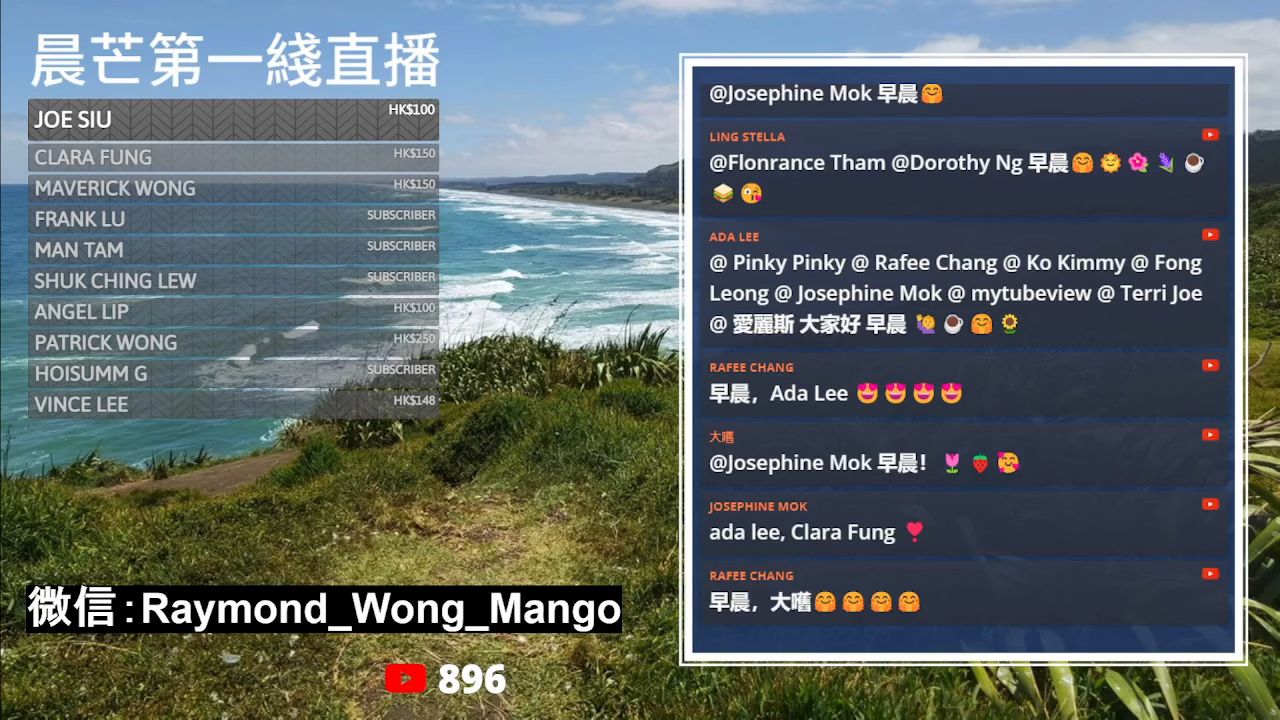 晨芒第一綫直播
JOE SIU HK$100
CLARA FUNG HK$150
MAVERICK WONG HK$150
FRANK LU SUBSCRIBER
MAN TAM SUBSCRIBER
SHUK CHING LEW SUBSCRIBER
ANGEL LIP HK$100
PATRICK WONG HK$250
HOISUMM G SUBSCRIBER
VINCE LEE HK$148
微信:Raymond_Wong_Mango
896
@Josephine Mok 早晨🤗
LING STELLA
@Flonrance Tham @Dorothy Ng 早晨🤗 🌞 🌺 🪻 ☕
🥪 😘
ADA LEE
@ Pinky Pinky @ Rafee Chang @ Ko Kimmy @ Fong
Leong @ Josephine Mok @ mytubeview @ Terri Joe
@ 愛麗斯 大家好 早晨 🙋 ☕ 🤗 🌻
RAFEE CHANG
早晨，Ada Lee 😍 😍 😍 😍
大嚿
@Josephine Mok 早晨！ 🌷 🍓 🥰
JOSEPHINE MOK
ada lee, Clara Fung ❣
RAFEE CHANG
早晨，大嚿🤗 🤗 🤗 🤗